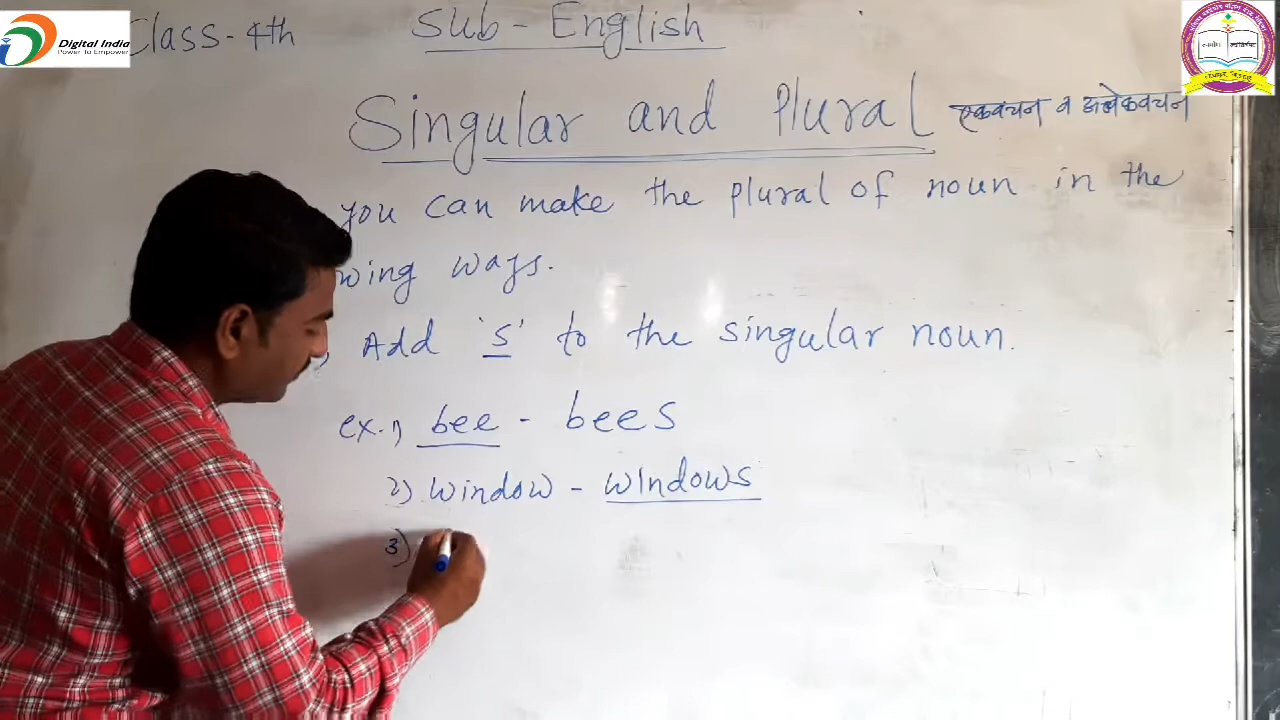 Digital India
Power To Empower
Class - 4th
Sub - English
Singular and Plural एकवचन व अनेकवचन
you can make the plural of noun in the
wing ways.
Add 's' to the singular noun.
ex. 1) bee - bees
2) window - windows
3)